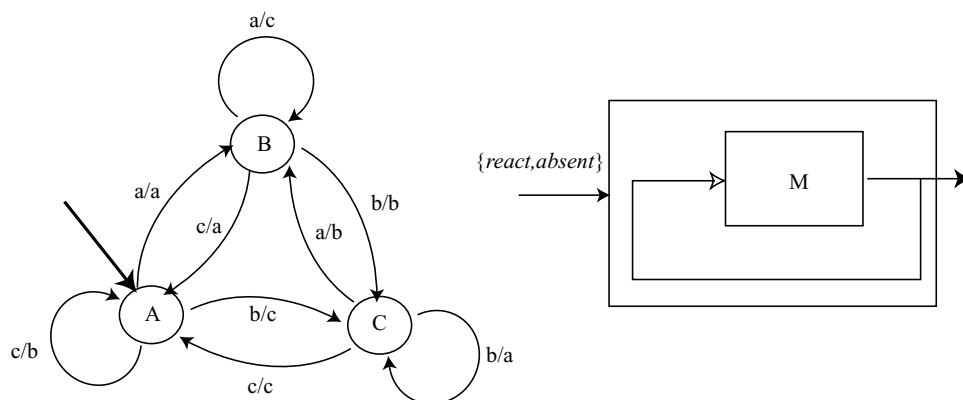 a/c
B
a/a
c/a
a/b
b/b
{react,absent}
M
A
b/c
C
c/b
c/c
b/a